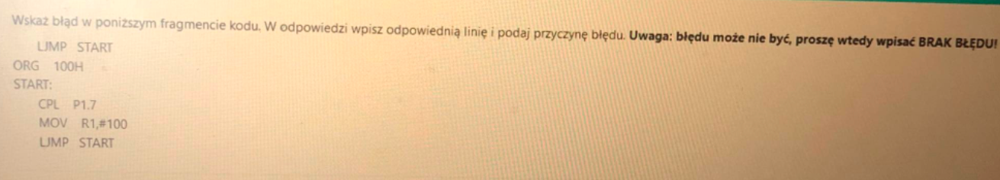 Wskaż błąd w poniższym fragmencie kodu. W odpowiedzi wpisz odpowiednią linię i podaj przyczynę błędu. Uwaga: błędu może nie być, proszę wtedy wpisać BRAK BŁĘDU!
LJMP START
ORG 100H
START:
CPL P1.7
MOV R1,#100
LJMP START